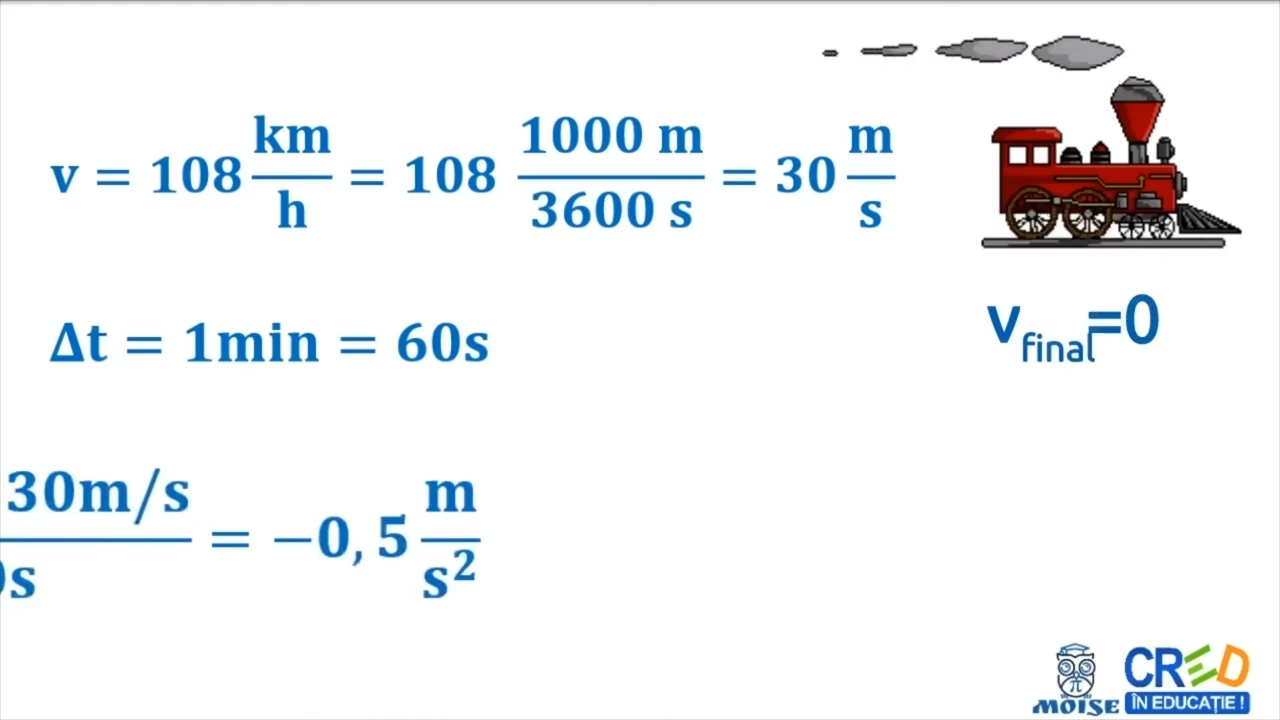 v = 108 km/h = 108 1000 m/3600 s = 30 m/s
v_final=0
Δt = 1min = 60s
30m/s/0s = −0,5 m/s²
MOISE
CRED
ÎN EDUCAȚIE !